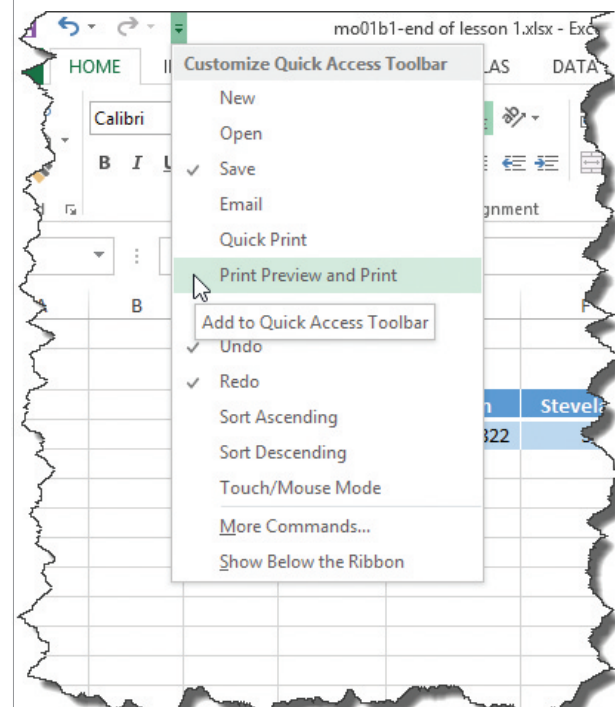 mo01b1-end of lesson 1.xlsx - Exc
HOME
Customize Quick Access Toolbar
LAS
DATA
New
Calibri
Open
B I U
Save
Email
gnment
Quick Print
Print Preview and Print
B
Add to Quick Access Toolbar
Undo
Redo
n
Stevela
Sort Ascending
322
Sort Descending
Touch/Mouse Mode
More Commands...
Show Below the Ribbon